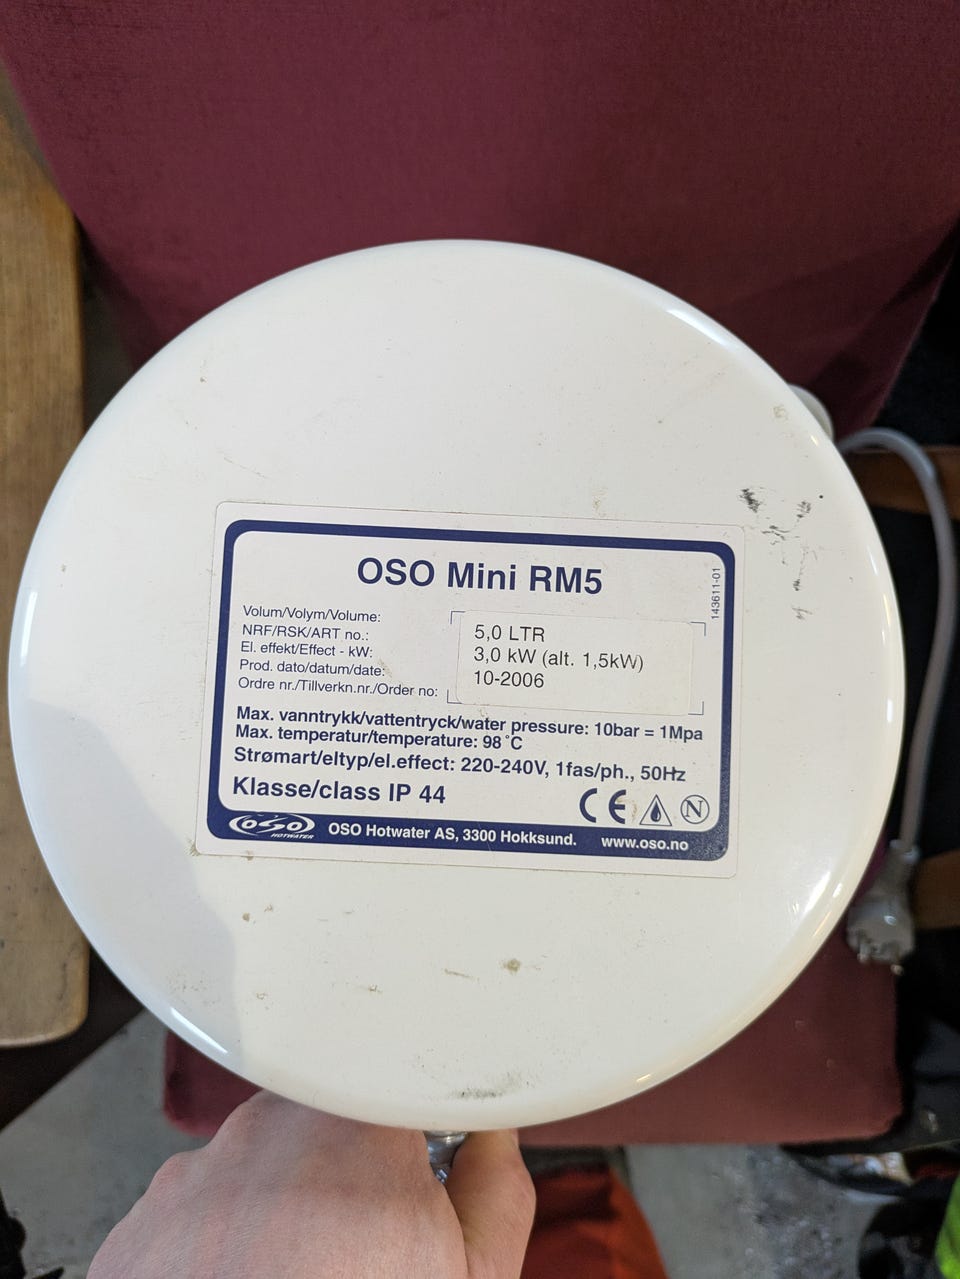 OSO Mini RM5
143611-01
Volum/Volym/Volume:
NRF/RSK/ART no.:
El. effekt/Effect - kW:
Prod. dato/datum/date:
Ordre nr./Tillverkn.nr./Order no:
5,0 LTR
3,0 kW (alt. 1,5kW)
10-2006
Max. vanntrykk/vattentryck/water pressure: 10bar = 1Mpa
Max. temperatur/temperature: 98°C
Strømart/eltyp/el.effect: 220-240V, 1fas/ph., 50Hz
Klasse/class IP 44
CE
N
OSO
HOTWATER
OSO Hotwater AS, 3300 Hokksund. www.oso.no